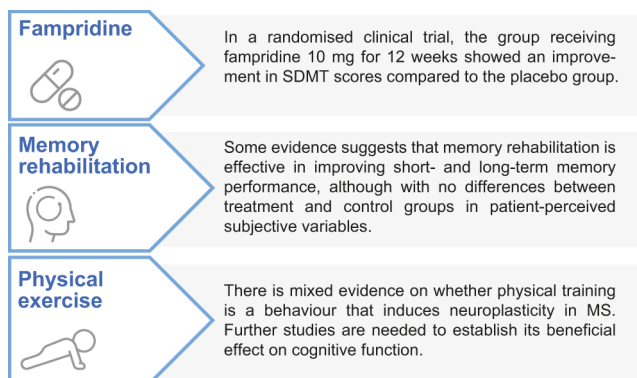 Fampridine
In a randomised clinical trial, the group receiving
fampridine 10 mg for 12 weeks showed an improve-
ment in SDMT scores compared to the placebo group.
Memory
rehabilitation
Some evidence suggests that memory rehabilitation is
effective in improving short- and long-term memory
performance, although with no differences between
treatment and control groups in patient-perceived
subjective variables.
Physical
exercise
There is mixed evidence on whether physical training
is a behaviour that induces neuroplasticity in MS.
Further studies are needed to establish its beneficial
effect on cognitive function.